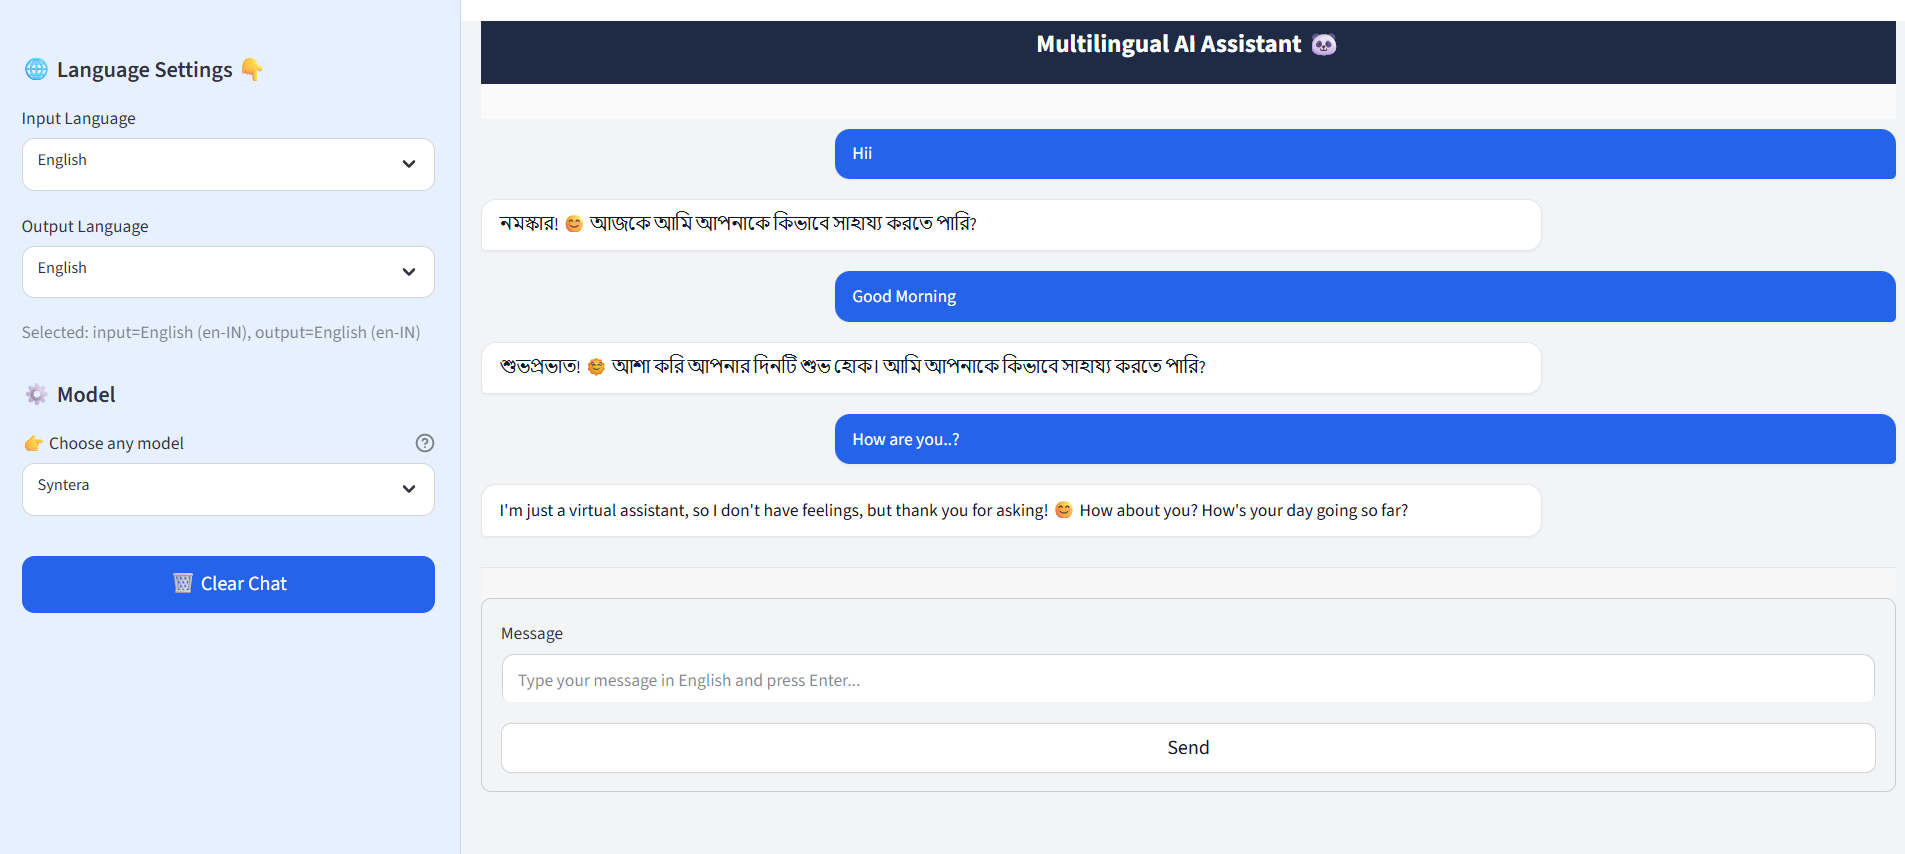 🌐 Language Settings 👇
Input Language
English
Output Language
English
Selected: input=English (en-IN), output=English (en-IN)
⚙️ Model
👉 Choose any model
Syntera
🗑️ Clear Chat
Multilingual AI Assistant 🐼
Hii
নমস্কার! 😊 আজকে আমি আপনাকে কিভাবে সাহায্য করতে পারি?
Good Morning
শুভপ্রভাত! 🌞 আশা করি আপনার দিনটি শুভ হোক। আমি আপনাকে কিভাবে সাহায্য করতে পারি?
How are you..?
I'm just a virtual assistant, so I don't have feelings, but thank you for asking! 😊 How about you? How's your day going so far?
Message
Type your message in English and press Enter...
Send